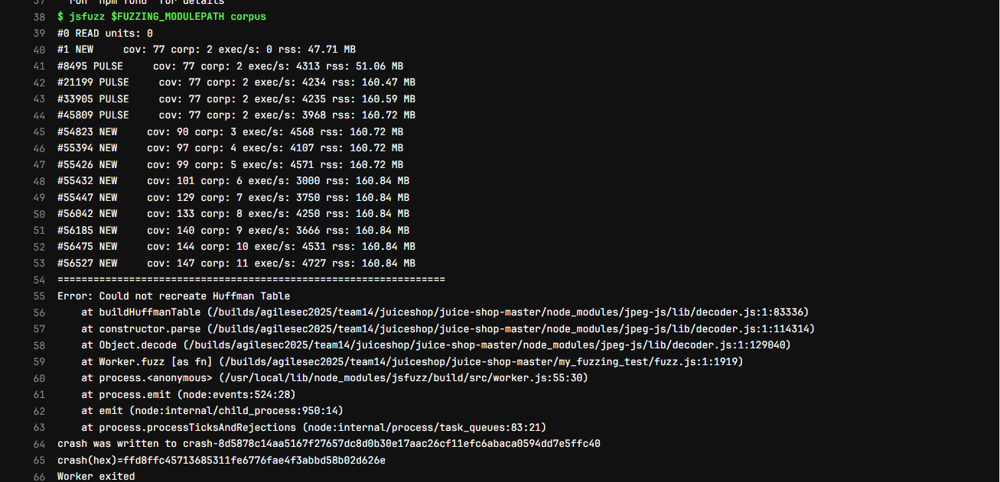 37 run `npm fund` for details
38 $ jsfuzz $FUZZING_MODULEPATH corpus
39 #0 READ units: 0
40 #1 NEW     cov: 77 corp: 2 exec/s: 0 rss: 47.71 MB
41 #8495 PULSE     cov: 77 corp: 2 exec/s: 4313 rss: 51.06 MB
42 #21199 PULSE     cov: 77 corp: 2 exec/s: 4234 rss: 160.47 MB
43 #33905 PULSE     cov: 77 corp: 2 exec/s: 4235 rss: 160.59 MB
44 #45809 PULSE     cov: 77 corp: 2 exec/s: 3968 rss: 160.72 MB
45 #54823 NEW     cov: 90 corp: 3 exec/s: 4568 rss: 160.72 MB
46 #55394 NEW     cov: 97 corp: 4 exec/s: 4107 rss: 160.72 MB
47 #55426 NEW     cov: 99 corp: 5 exec/s: 4571 rss: 160.72 MB
48 #55432 NEW     cov: 101 corp: 6 exec/s: 3000 rss: 160.84 MB
49 #55447 NEW     cov: 129 corp: 7 exec/s: 3750 rss: 160.84 MB
50 #56042 NEW     cov: 133 corp: 8 exec/s: 4250 rss: 160.84 MB
51 #56185 NEW     cov: 140 corp: 9 exec/s: 3666 rss: 160.84 MB
52 #56475 NEW     cov: 144 corp: 10 exec/s: 4531 rss: 160.84 MB
53 #56527 NEW     cov: 147 corp: 11 exec/s: 4727 rss: 160.84 MB
54 =================================================================
55 Error: Could not recreate Huffman Table
56     at buildHuffmanTable (/builds/agilesec2025/team14/juiceshop/juice-shop-master/node_modules/jpeg-js/lib/decoder.js:1:83336)
57     at constructor.parse (/builds/agilesec2025/team14/juiceshop/juice-shop-master/node_modules/jpeg-js/lib/decoder.js:1:114314)
58     at Object.decode (/builds/agilesec2025/team14/juiceshop/juice-shop-master/node_modules/jpeg-js/lib/decoder.js:1:129040)
59     at Worker.fuzz [as fn] (/builds/agilesec2025/team14/juiceshop/juice-shop-master/my_fuzzing_test/fuzz.js:1:1919)
60     at process.<anonymous> (/usr/local/lib/node_modules/jsfuzz/build/src/worker.js:55:30)
61     at process.emit (node:events:524:28)
62     at emit (node:internal/child_process:950:14)
63     at process.processTicksAndRejections (node:internal/process/task_queues:83:21)
64 crash was written to crash-8d5878c14aa5167f27657dc8d0b30e17aac26cf11efc6abaca0594dd7e5ffc40
65 crash(hex)=ffd8ffc45713685311fe6776fae4f3abbd58b02d626e
66 Worker exited